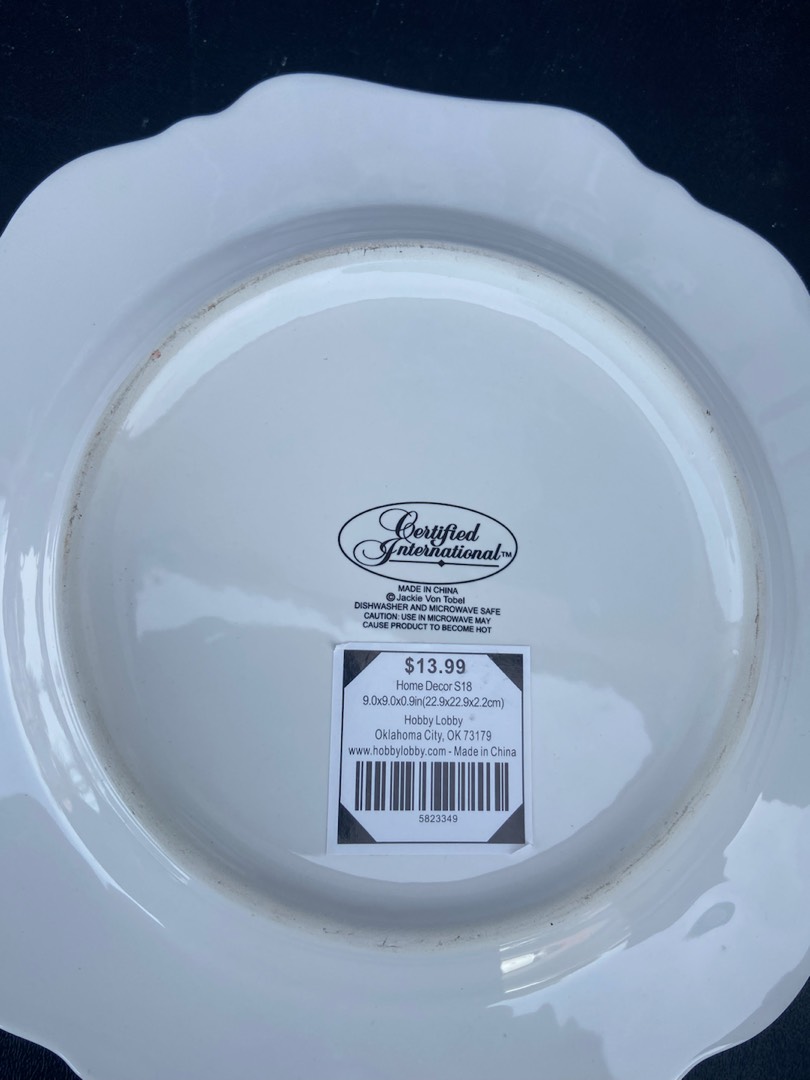 Certified
International™
MADE IN CHINA
©Jackie Von Tobel
DISHWASHER AND MICROWAVE SAFE
CAUTION: USE IN MICROWAVE MAY
CAUSE PRODUCT TO BECOME HOT
$13.99
Home Decor S18
9.0x9.0x0.9in(22.9x22.9x2.2cm)
Hobby Lobby
Oklahoma City, OK 73179
www.hobbylobby.com - Made in China
5823349